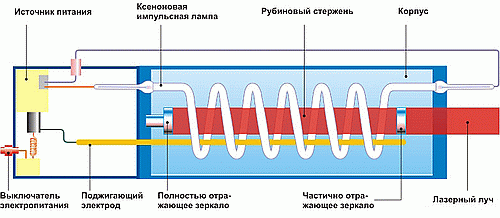 Источник питания
Ксеноновая
импульсная лампа
Рубиновый стержень
Корпус
Выключатель
электропитания
Поджигающий
электрод
Полностью отра-
жающее зеркало
Частично отра-
жающее зеркало
Лазерный луч